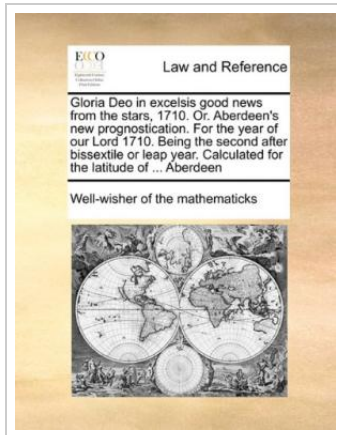 ECCO
Law and Reference
Gloria Deo in excelsis good news
from the stars, 1710. Or. Aberdeen's
new prognostication. For the year of
our Lord 1710. Being the second after
bissextile or leap year. Calculated for
the latitude of ... Aberdeen
Well-wisher of the mathematicks